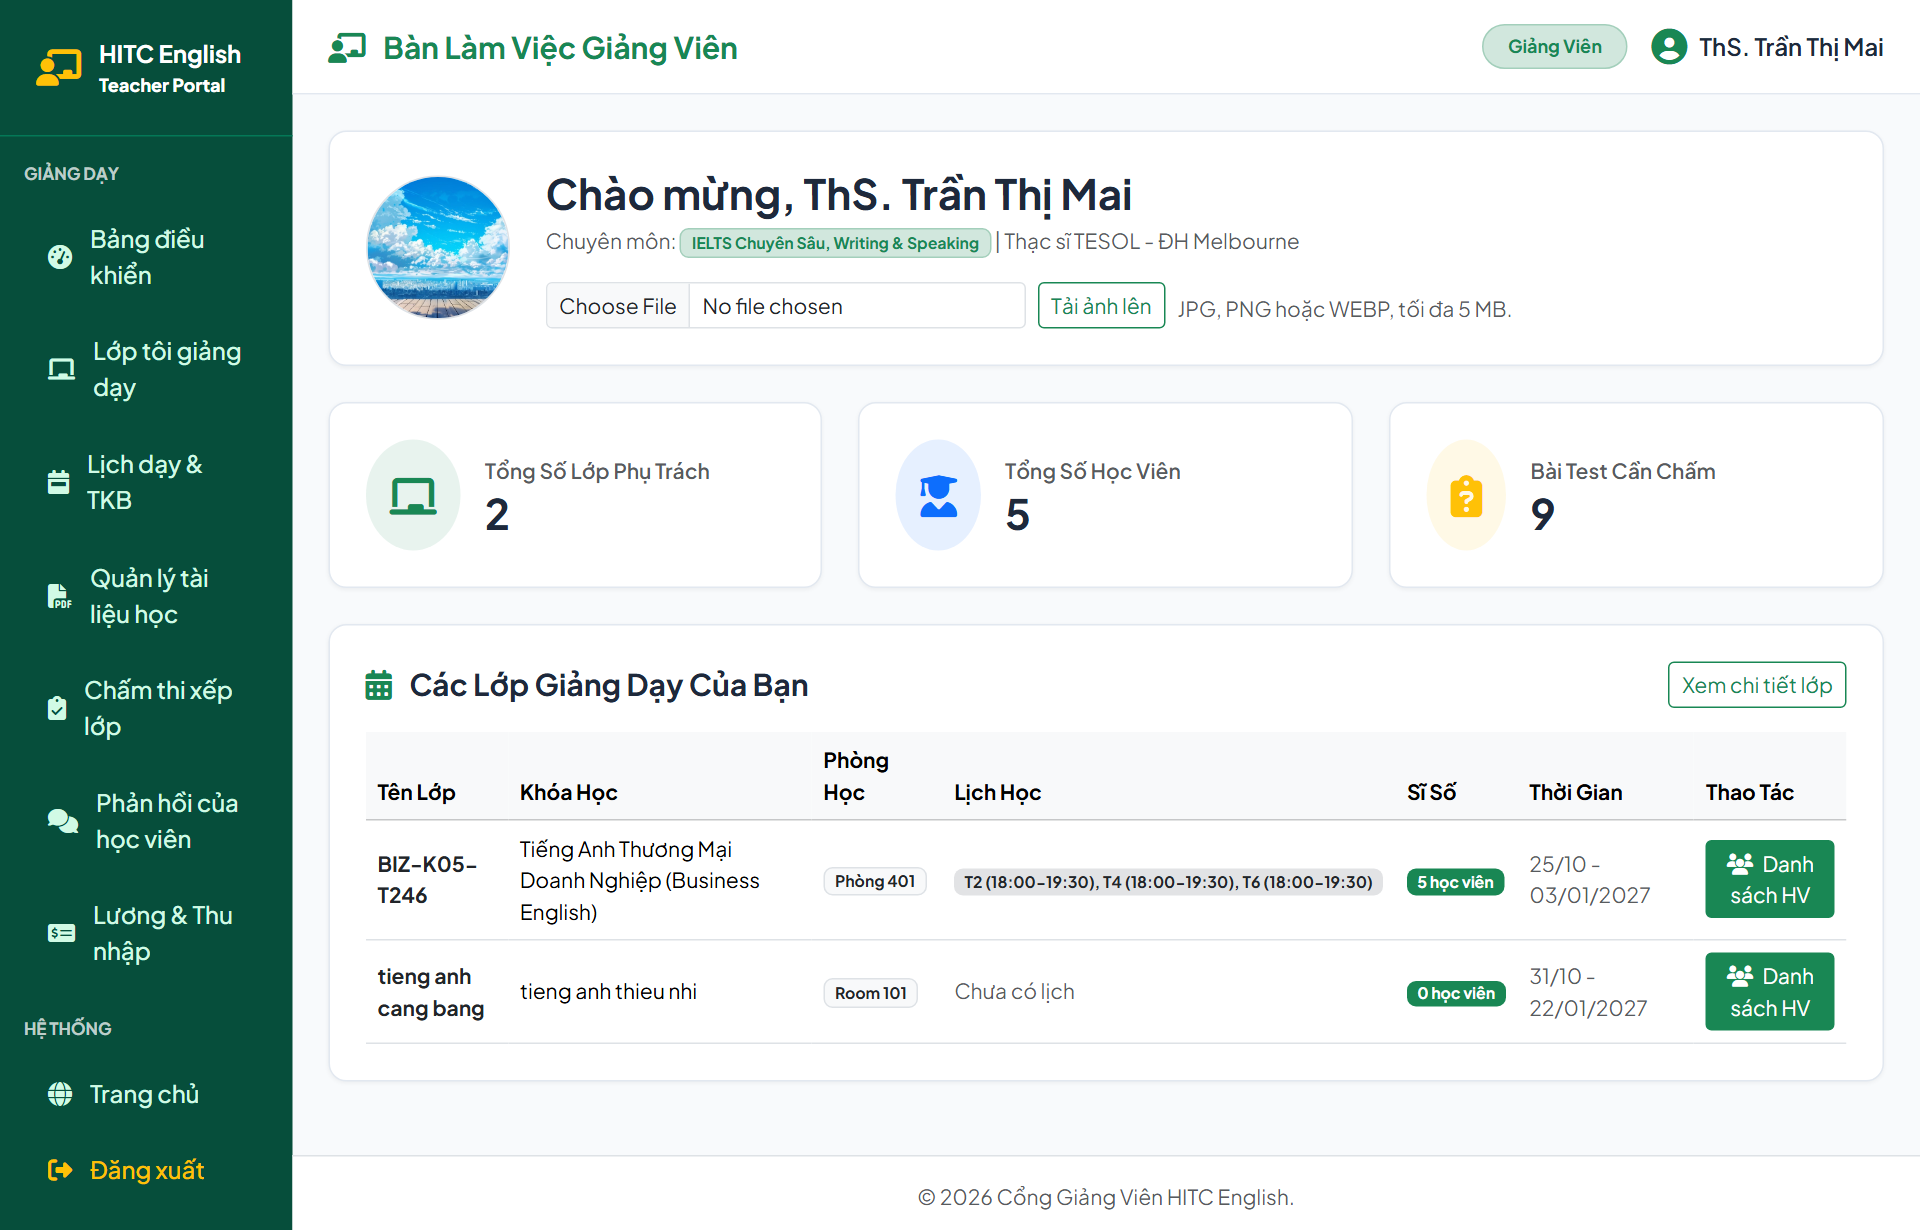 HITC English
Teacher Portal
GIẢNG DẠY
Bảng điều
khiển
Lớp tôi giảng
dạy
Lịch dạy &
TKB
Quản lý tài
liệu học
Chấm thi xếp
lớp
Phản hồi của
học viên
Lương & Thu
nhập
HỆ THỐNG
Trang chủ
Đăng xuất
Bàn Làm Việc Giảng Viên
Giảng Viên
ThS. Trần Thị Mai
Chào mừng, ThS. Trần Thị Mai
Chuyên môn: IELTS Chuyên Sâu, Writing & Speaking | Thạc sĩ TESOL - ĐH Melbourne
Choose File No file chosen Tải ảnh lên JPG, PNG hoặc WEBP, tối đa 5 MB.
Tổng Số Lớp Phụ Trách
2
Tổng Số Học Viên
5
Bài Test Cần Chấm
9
Các Lớp Giảng Dạy Của Bạn
Xem chi tiết lớp
Tên Lớp
Khóa Học
Phòng
Học
Lịch Học
Sĩ Số
Thời Gian
Thao Tác
BIZ-K05-
T246
Tiếng Anh Thương Mại
Doanh Nghiệp (Business
English)
Phòng 401
T2 (18:00-19:30), T4 (18:00-19:30), T6 (18:00-19:30)
5 học viên
25/10 -
03/01/2027
Danh
sách HV
tieng anh
cang bang
tieng anh thieu nhi
Room 101
Chưa có lịch
0 học viên
31/10 -
22/01/2027
Danh
sách HV
© 2026 Cổng Giảng Viên HITC English.